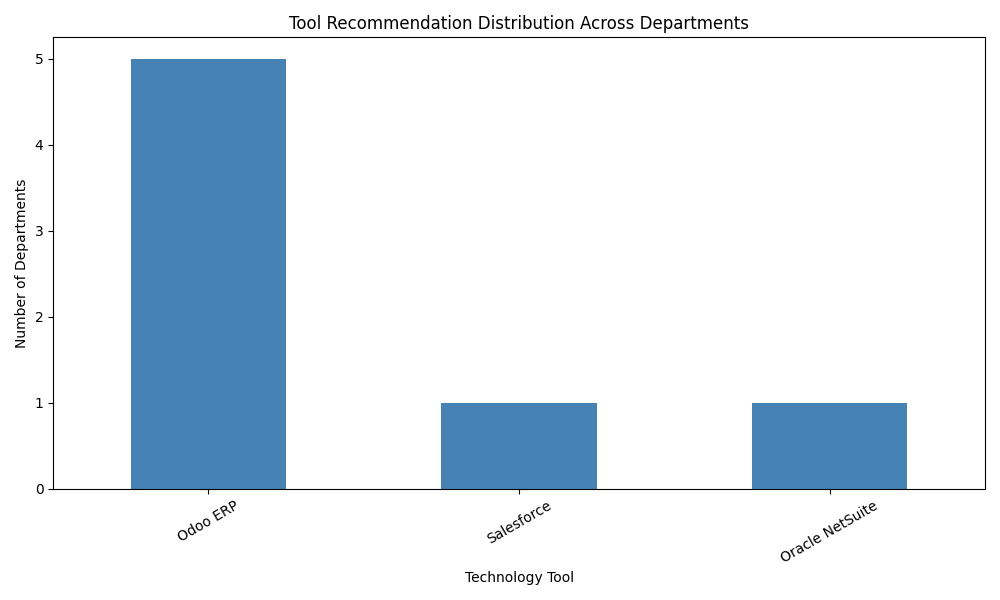 Tool Recommendation Distribution Across Departments
Number of Departments
5
4
3
2
1
0
Odoo ERP
Salesforce
Oracle NetSuite
Technology Tool